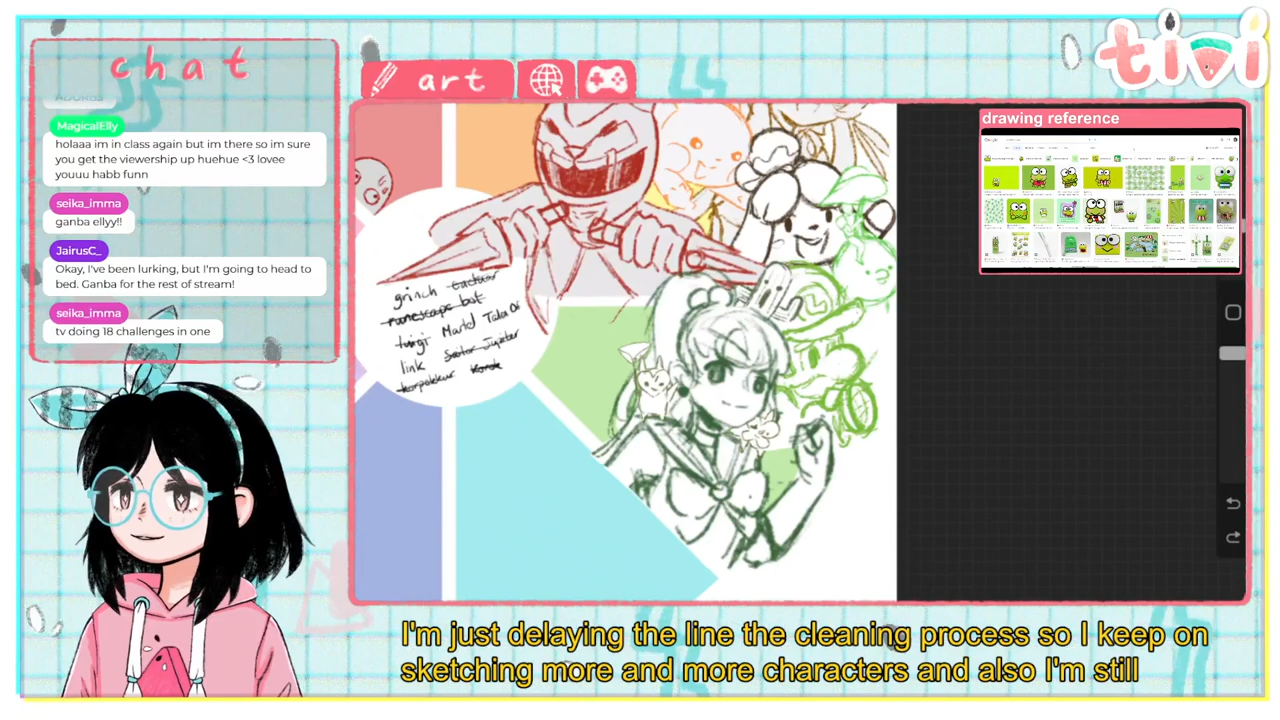 chat
MagicalElly
holaaa im in class again but im there so im sure
you get the viewership up huehue <3 lovee
youuu habb funn
seika_imma
ganba ellyy!!
JairusC_
Okay, I've been lurking, but I'm going to head to
bed. Ganba for the rest of stream!
seika_imma
tv doing 18 challenges in one
art
tivi
drawing reference
grinch cactuar
runescape bot
luigi Martel
link Sailor Jupiter
korpokkur Korok
I'm just delaying the line the cleaning process so I keep on
sketching more and more characters and also I'm still